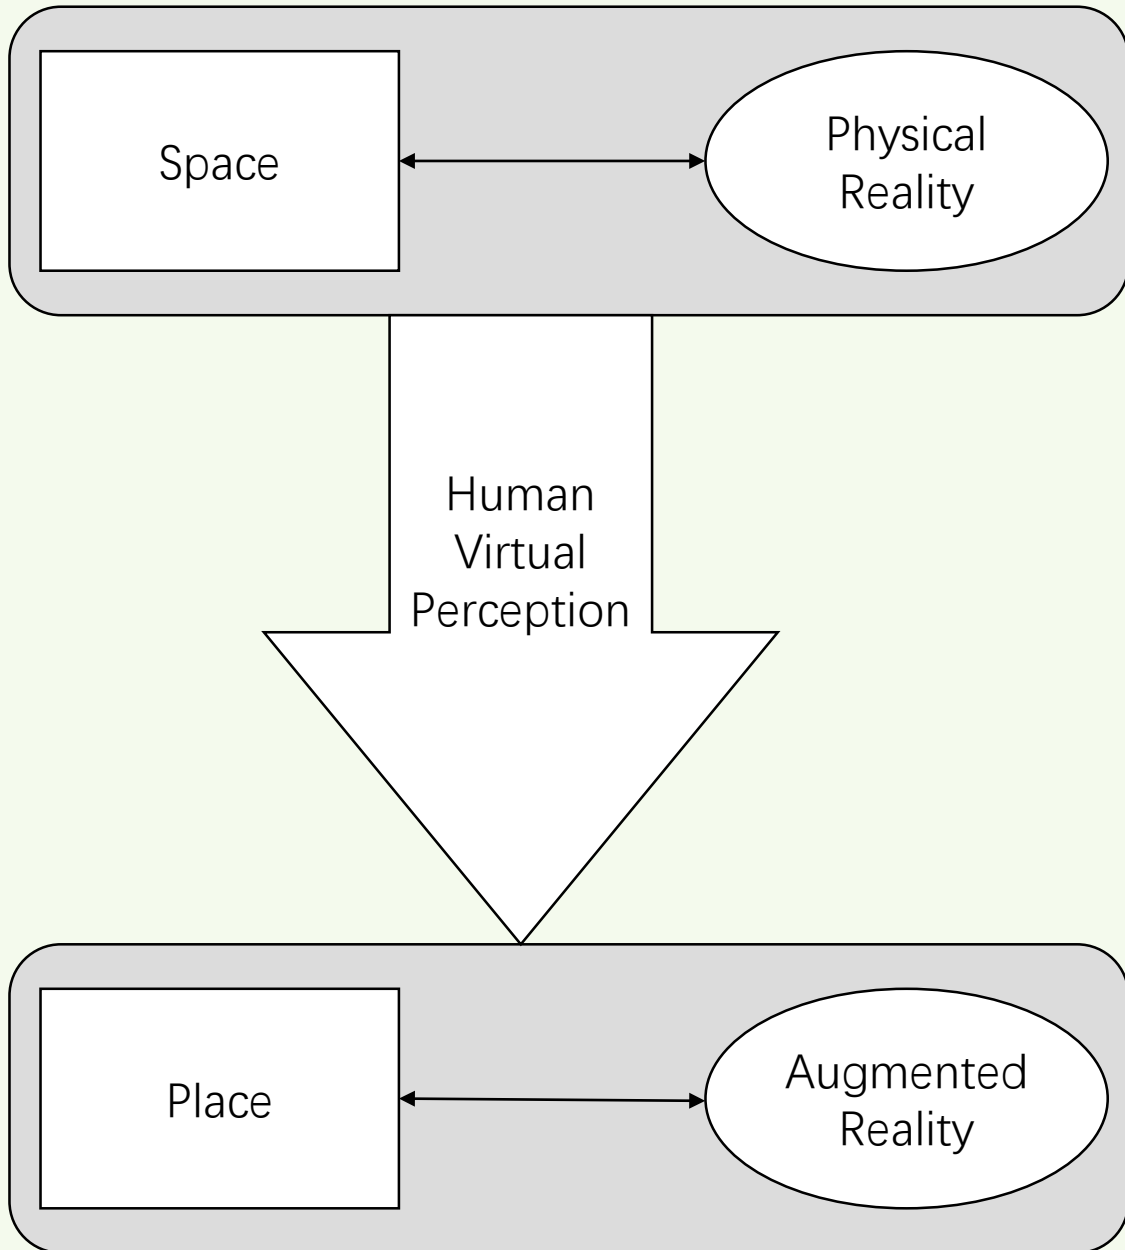 Space
Physical
Reality
Human
Virtual
Perception
Place
Augmented
Reality